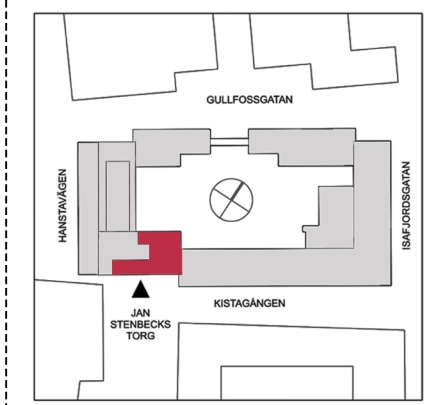 GULLFOSSGATAN
HANSTAVÄGEN
ISAFJORDSGATAN
KISTAGÅNGEN
JAN
STENBECKS
TORG